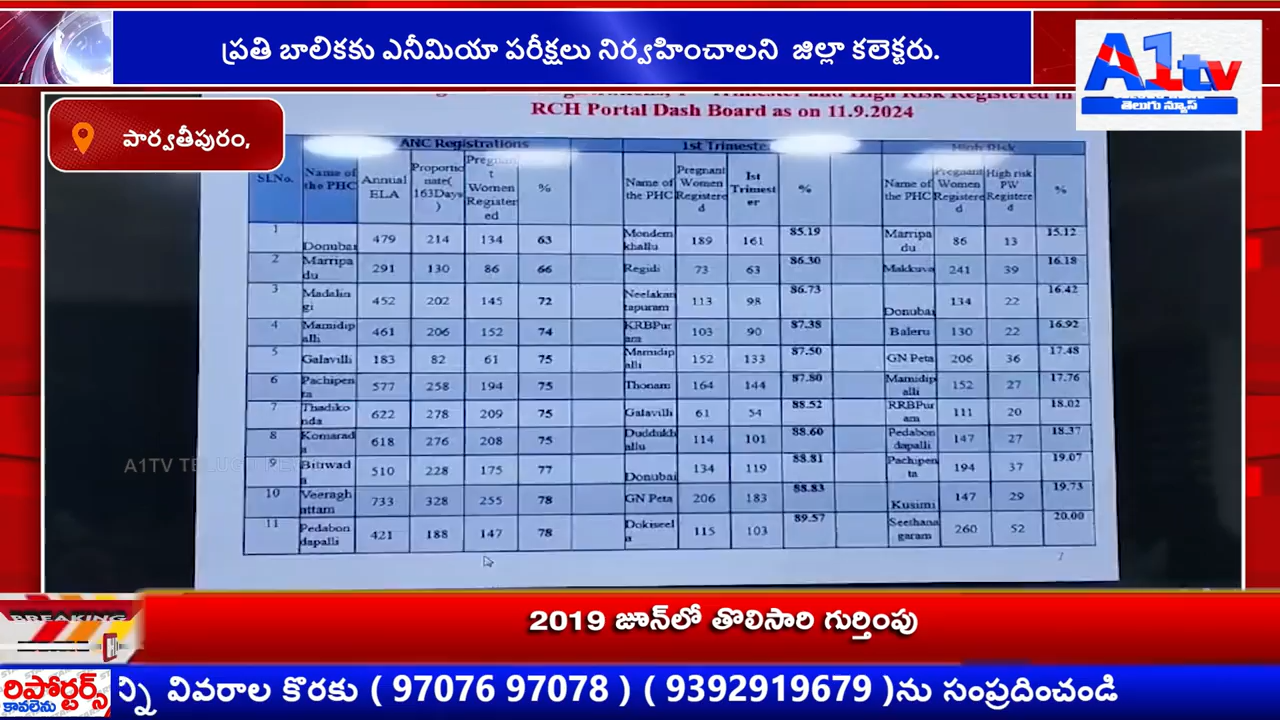 ప్రతి బాలికకు ఎనీమియా పరీక్షలు నిర్వహించాలని జిల్లా కలెక్టరు.
A1tv
తెలుగు న్యూస్
పార్వతీపురం,
Trimester and High Risk Registered in
RCH Portal Dash Board as on 11.9.2024
ANC Registrations 1st Trimester High Risk
Sl.No. Name of the PHC Annual ELA Proportionate( 163Days ) Pregnant Women Registered % Name of the PHC Pregnant Women Registered Ist Trimester % Name of the PHC Pregnant Women Registered High risk PW Registered %
1 Donubai 479 214 134 63 Mondemkhallu 189 161 85.19 Marripadu 86 13 15.12
2 Marripadu 291 130 86 66 Regidi 73 63 86.30 Makkuva 241 39 16.18
3 Madalingi 452 202 145 72 Neelakantapuram 113 98 86.73 Donubai 134 22 16.42
4 Mamidipalli 461 206 152 74 KRBPuram 103 90 87.38 Baleru 130 22 16.92
5 Galavilli 183 82 61 75 Mamidipalli 152 133 87.50 GN Peta 206 36 17.48
6 Pachipenta 577 258 194 75 Thonam 164 144 87.80 Mamidipalli 152 27 17.76
7 Thadikonda 622 278 209 75 Galavilli 61 54 88.52 RRBPuram 111 20 18.02
8 Komarada 618 276 208 75 Duddukhallu 114 101 88.60 Pedabondapalli 147 27 18.37
9 Bitiwada 510 228 175 77 Donubai 134 119 88.81 Pachipenta 194 37 19.07
10 Veeraghattam 733 328 255 78 GN Peta 206 183 88.83 Kusimi 147 29 19.73
11 Pedabondapalli 421 188 147 78 Dokiseela 115 103 89.57 Seethanagaram 260 52 20.00
A1TV TELUGU
BREAKING
2019 జూన్‌లో తొలిసారి గుర్తింపు
రిపోర్టర్స్
కావలెను
న్ని వివరాల కొరకు ( 97076 97078 ) ( 9392919679 )ను సంప్రదించండి